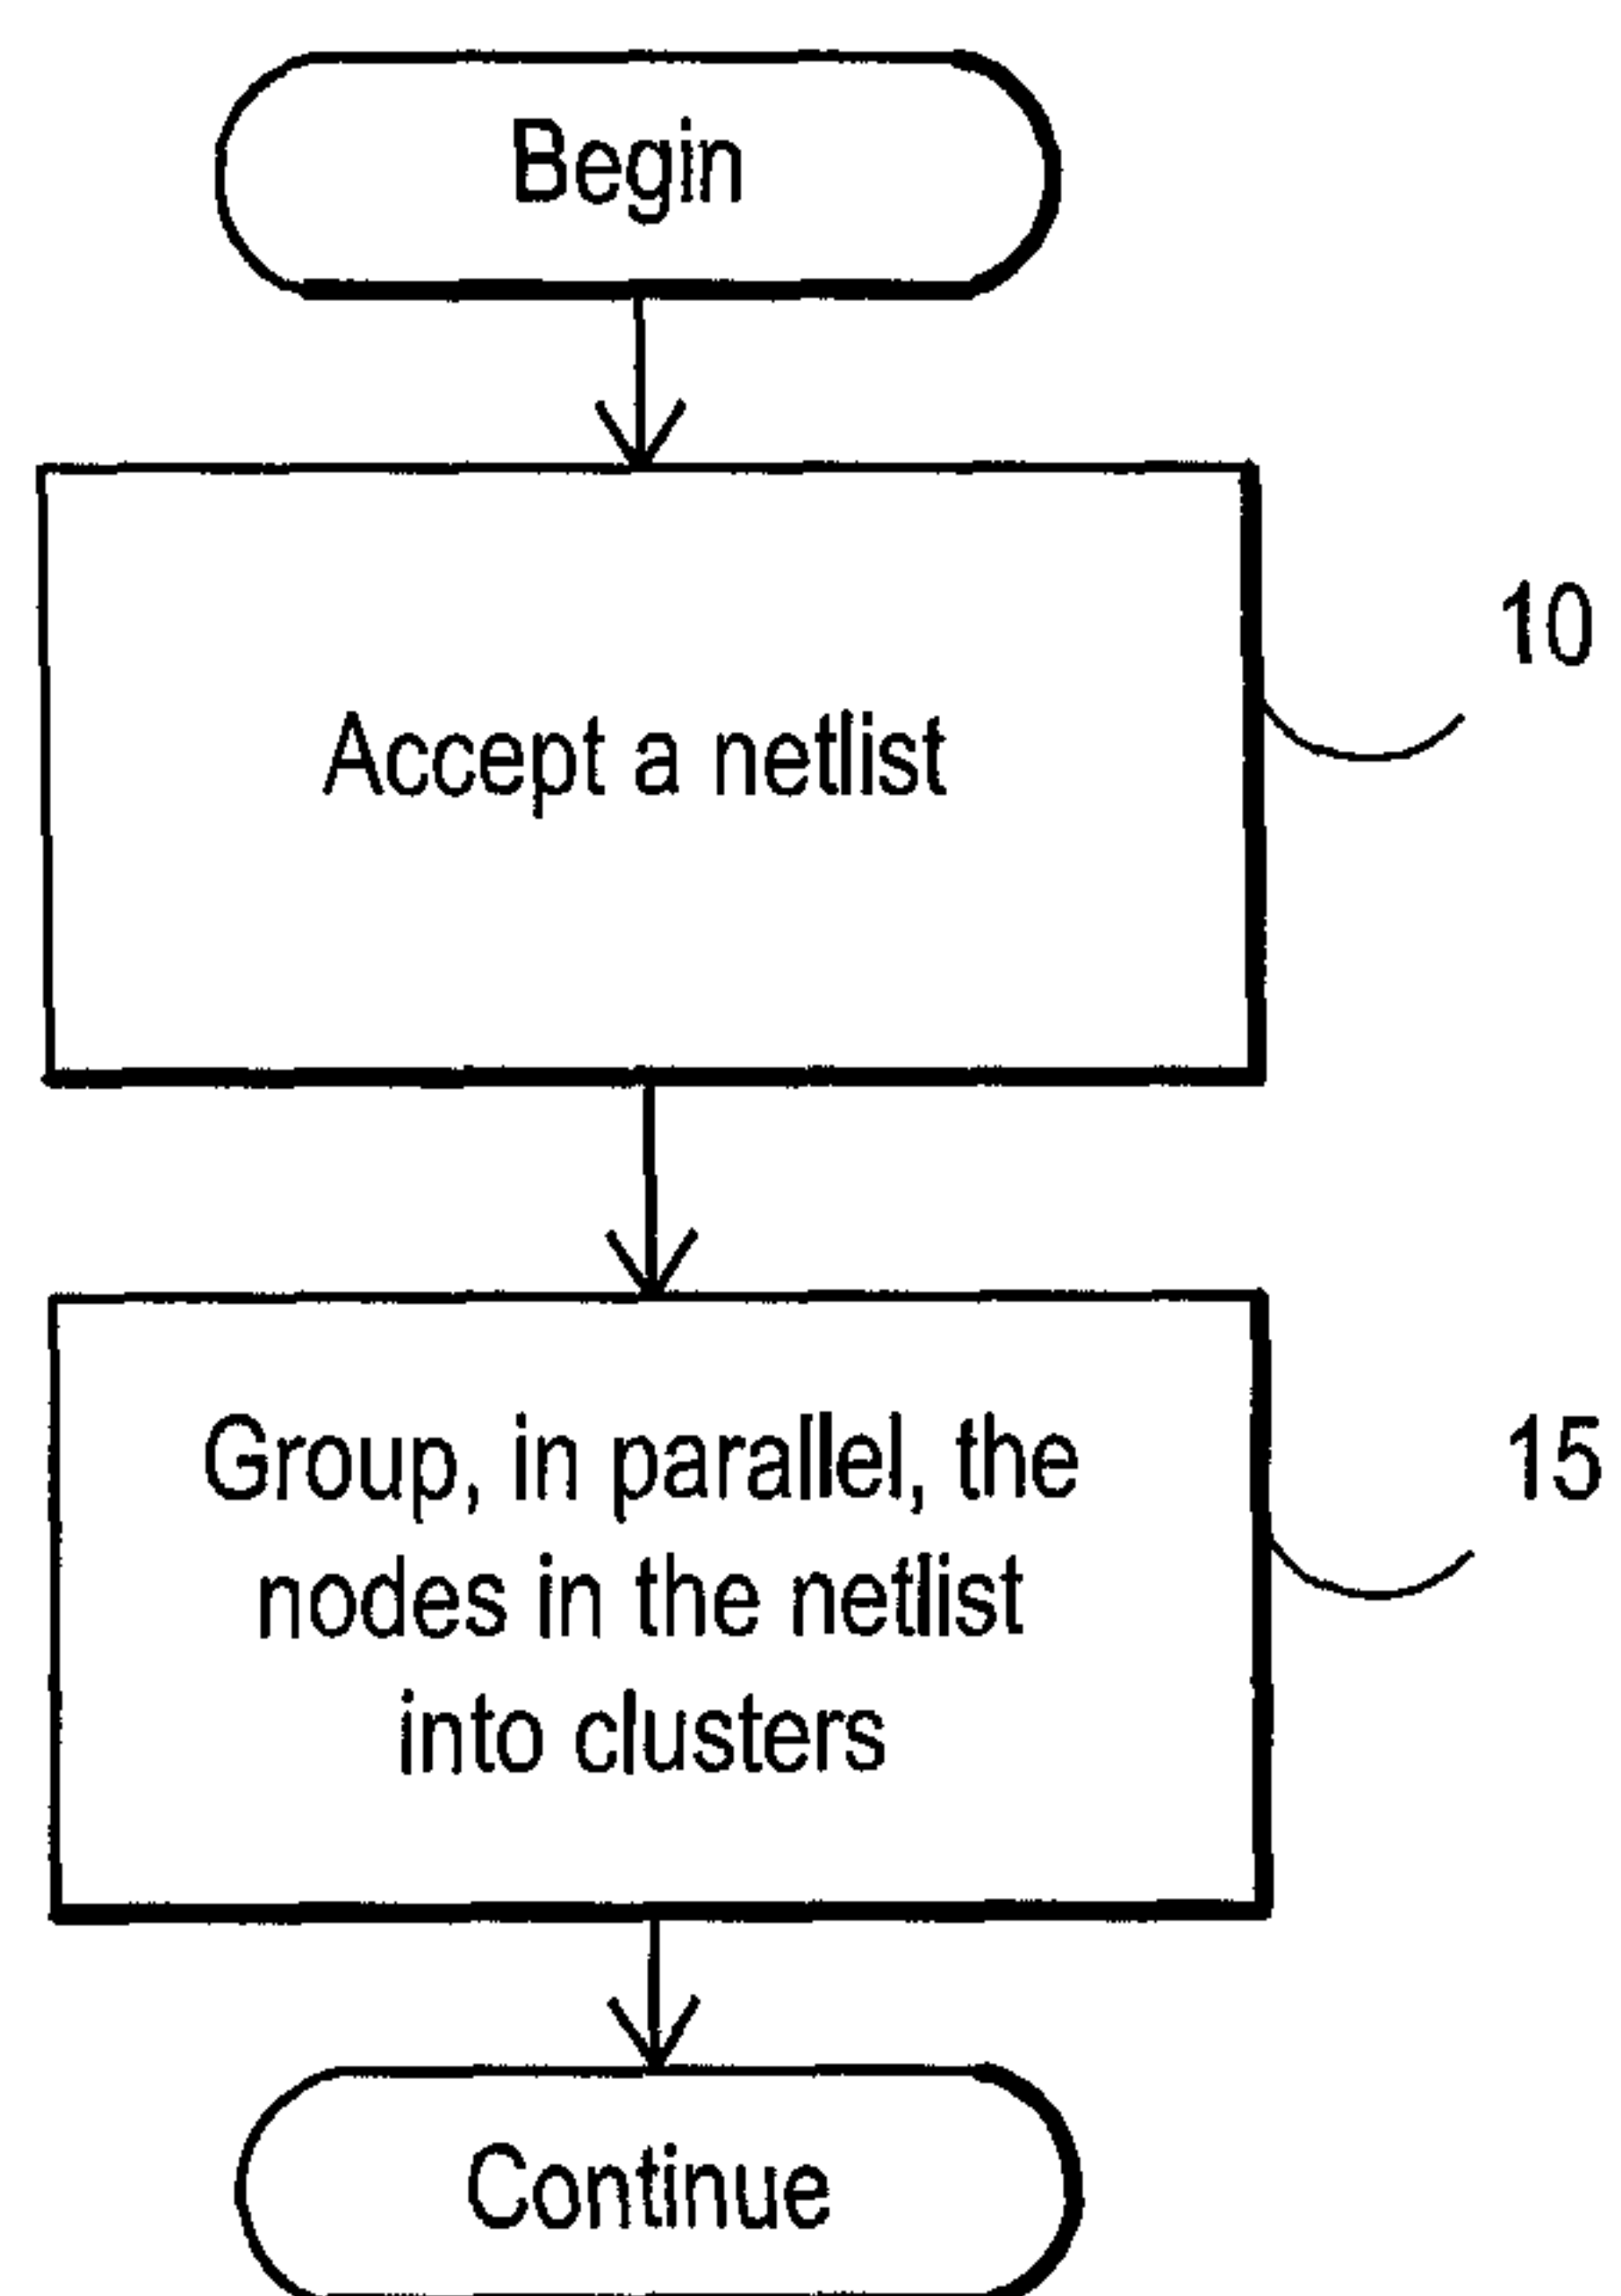 Begin
Accept a netlist
10
Group, in parallel, the
nodes in the netlist
into clusters
15
Continue